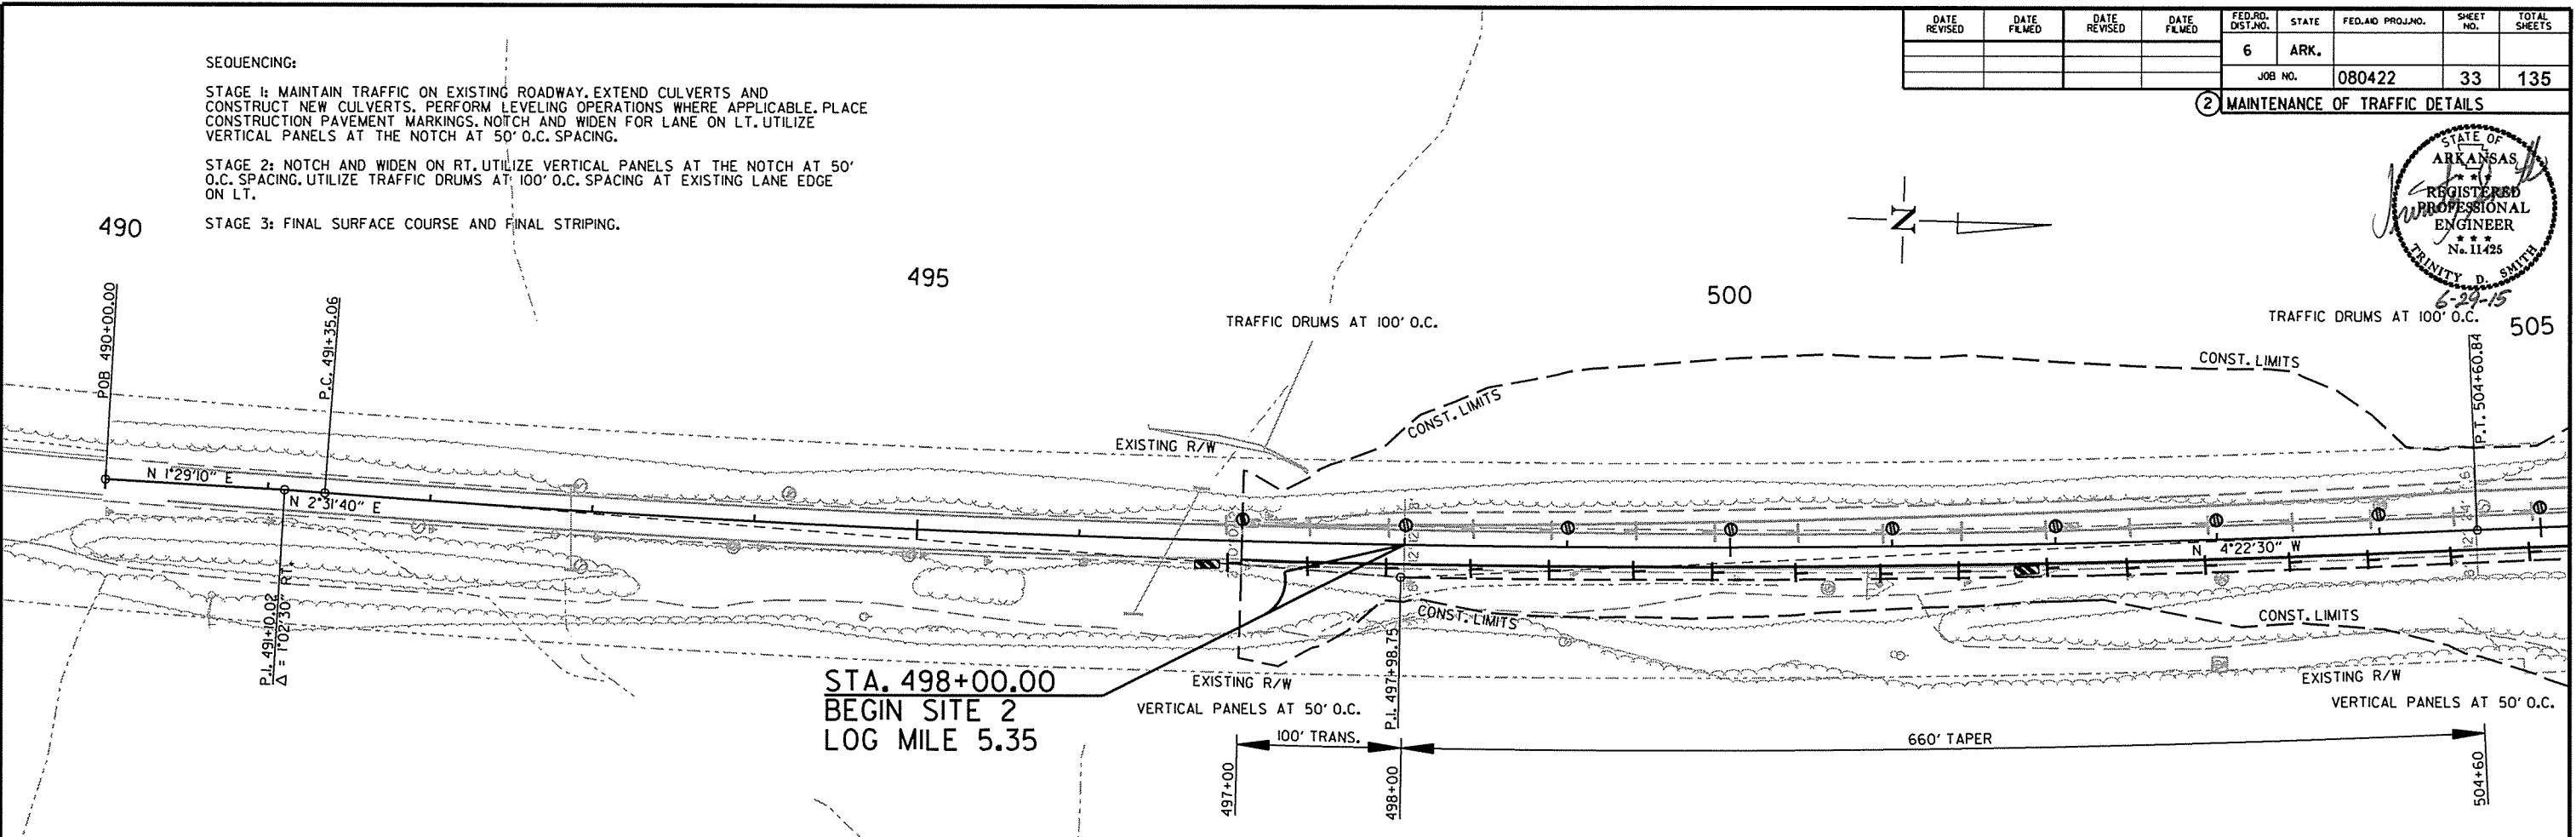 DATE REVISED
DATE FILMED
DATE REVISED
DATE FILMED
FED.RD. DIST.NO.
STATE
FED.AID PROJ.NO.
SHEET NO.
TOTAL SHEETS
6
ARK.
JOB NO.
080422
33
135
2 MAINTENANCE OF TRAFFIC DETAILS
SEQUENCING:
STAGE 1: MAINTAIN TRAFFIC ON EXISTING ROADWAY. EXTEND CULVERTS AND
CONSTRUCT NEW CULVERTS. PERFORM LEVELING OPERATIONS WHERE APPLICABLE. PLACE
CONSTRUCTION PAVEMENT MARKINGS. NOTCH AND WIDEN FOR LANE ON LT. UTILIZE
VERTICAL PANELS AT THE NOTCH AT 50' O.C. SPACING.
STAGE 2: NOTCH AND WIDEN ON RT. UTILIZE VERTICAL PANELS AT THE NOTCH AT 50'
O.C. SPACING. UTILIZE TRAFFIC DRUMS AT 100' O.C. SPACING AT EXISTING LANE EDGE
ON LT.
STAGE 3: FINAL SURFACE COURSE AND FINAL STRIPING.
STATE OF
ARKANSAS
REGISTERED
PROFESSIONAL
ENGINEER
No. 11425
TRINITY D. SMITH
6-29-15
N
490
495
500
505
TRAFFIC DRUMS AT 100' O.C.
TRAFFIC DRUMS AT 100' O.C.
POB 490+00.00
P.C. 491+35.06
P.T. 504+60.84
CONST. LIMITS
CONST. LIMITS
EXISTING R/W
N 1°29'10" E
N 2°31'40" E
N 4°22'30" W
P.I. 491+10.02
Δ = 1°02'30" RT.
CONST. LIMITS
CONST. LIMITS
P.I. 497+98.75
STA. 498+00.00
BEGIN SITE 2
LOG MILE 5.35
EXISTING R/W
EXISTING R/W
VERTICAL PANELS AT 50' O.C.
VERTICAL PANELS AT 50' O.C.
100' TRANS.
660' TAPER
497+00
498+00
504+60